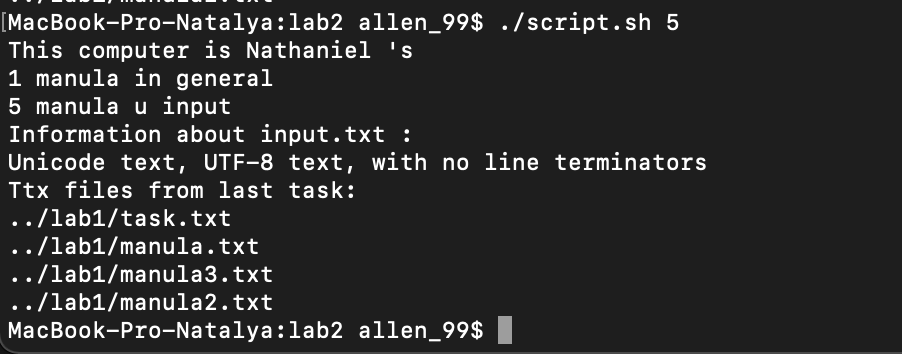 [MacBook-Pro-Natalya:lab2 allen_99$ ./script.sh 5
This computer is Nathaniel 's
1 manula in general
5 manula u input
Information about input.txt :
Unicode text, UTF-8 text, with no line terminators
Ttx files from last task:
../lab1/task.txt
../lab1/manula.txt
../lab1/manula3.txt
../lab1/manula2.txt
MacBook-Pro-Natalya:lab2 allen_99$